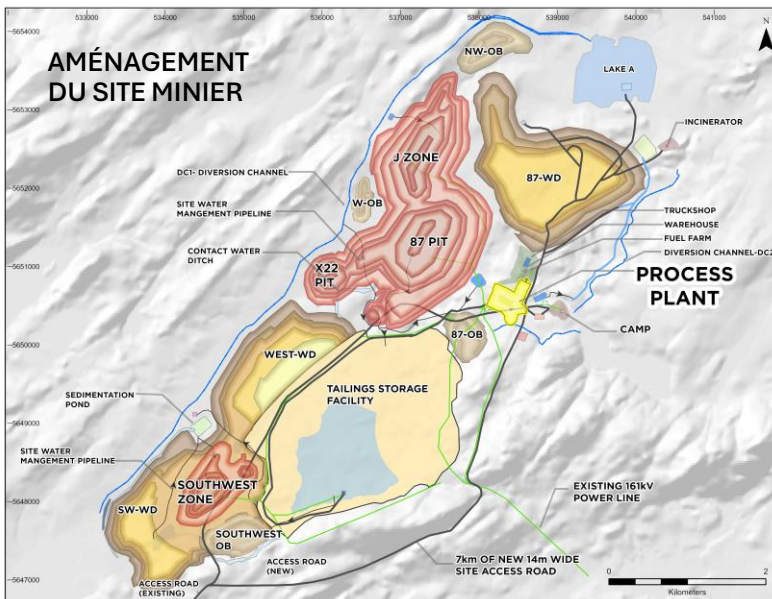 533000
534000
535000
536000
537000
538000
539000
540000
541000
N
5654000
5653000
5652000
5651000
5650000
5649000
5648000
5647000
AMÉNAGEMENT
DU SITE MINIER
NW-OB
LAKE A
INCINERATOR
J ZONE
87-WD
DC1- DIVERSION CHANNEL
W-OB
SITE WATER
MANGEMENT PIPELINE
TRUCKSHOP
WAREHOUSE
FUEL FARM
DIVERSION CHANNEL-DC2
87 PIT
CONTACT WATER
DITCH
X22
PIT
PROCESS
PLANT
CAMP
87-OB
WEST-WD
TAILINGS STORAGE
FACILITY
SEDIMENTATION
POND
SITE WATER
MANGEMENT PIPELINE
SOUTHWEST
ZONE
SW-WD
SOUTHWEST
OB
EXISTING 161kV
POWER LINE
ACCESS ROAD
(NEW)
ACCESS ROAD
(EXISTING)
7km OF NEW 14m WIDE
SITE ACCESS ROAD
0
2
Kilometers